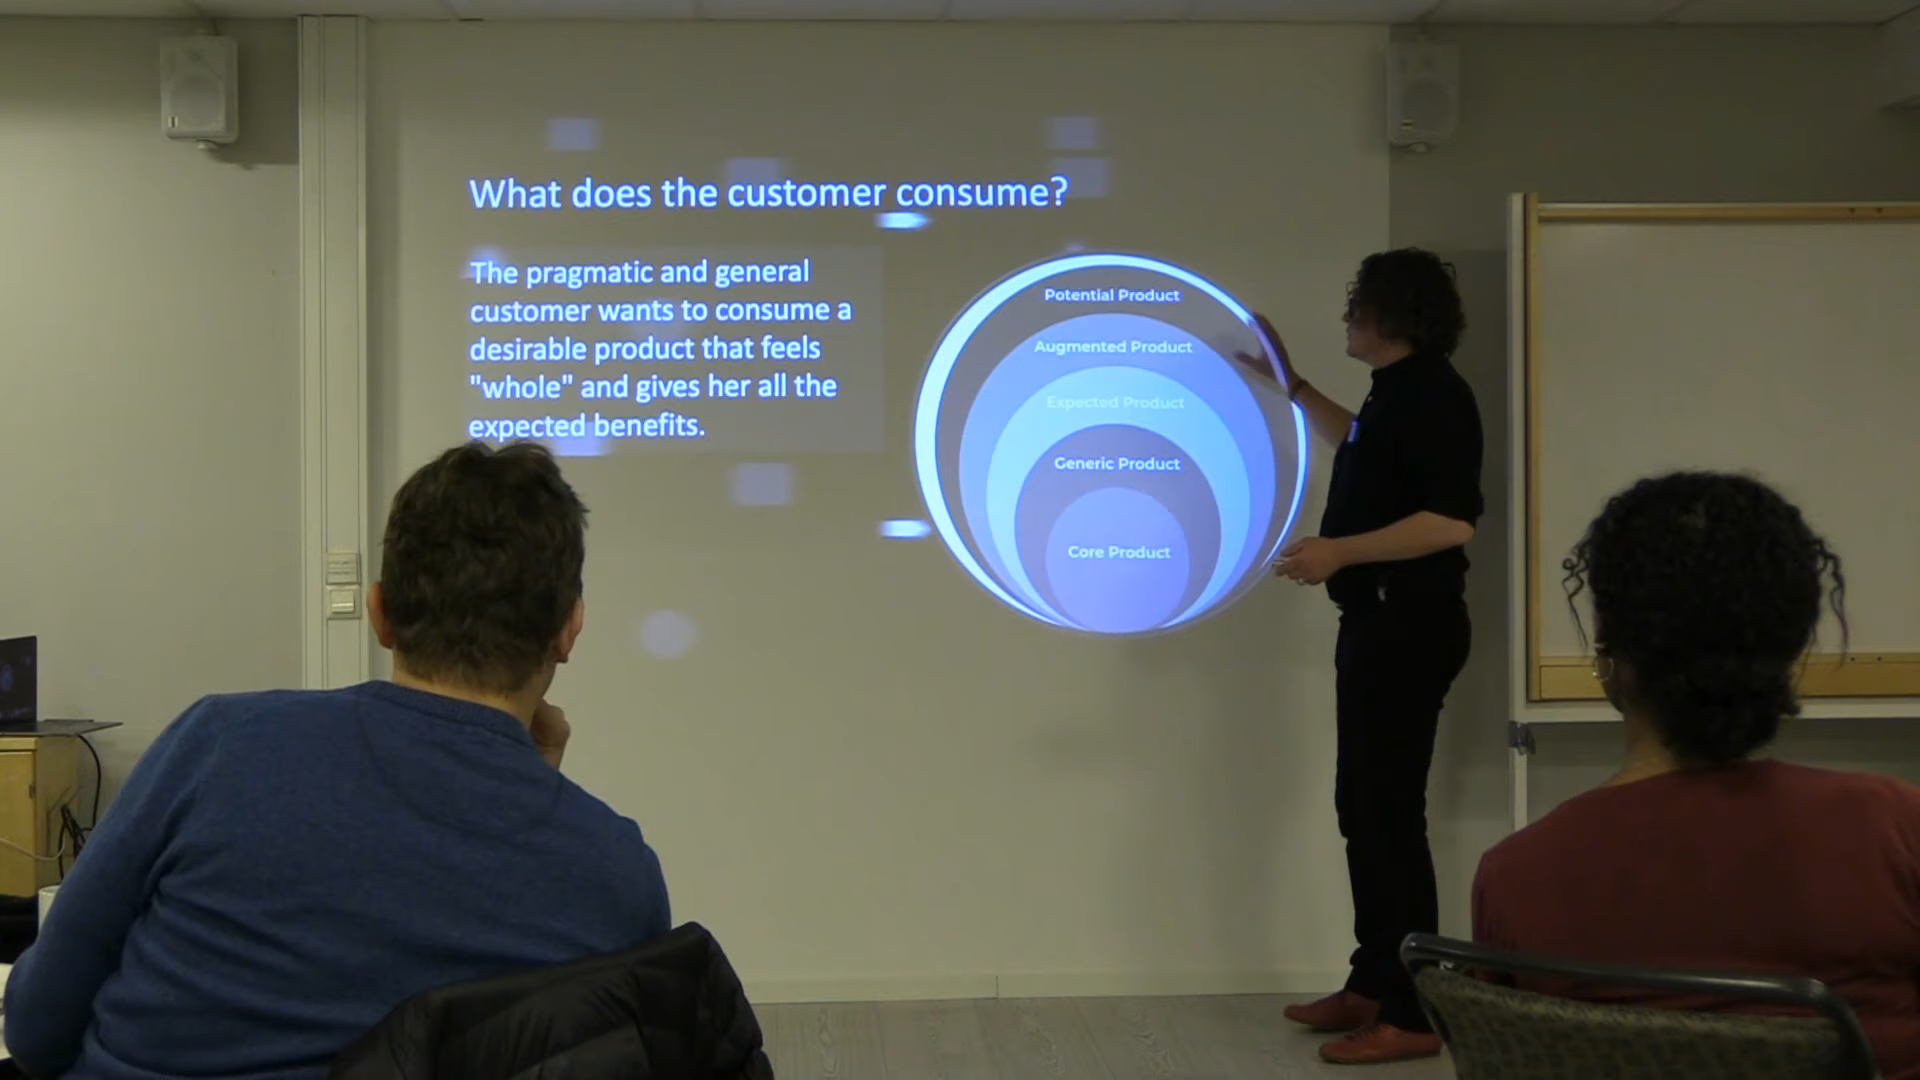 What does the customer consume?
The pragmatic and general
customer wants to consume a
desirable product that feels
"whole" and gives her all the
expected benefits.
Potential Product
Augmented Product
Expected Product
Generic Product
Core Product